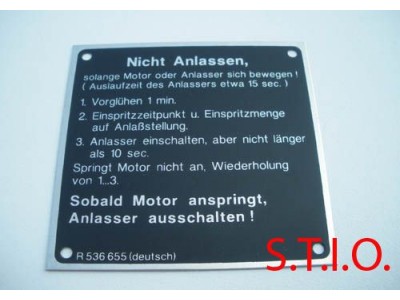 Nicht Anlassen,
solange Motor oder Anlasser sich bewegen !
( Auslaufzeit des Anlassers etwa 15 sec. )
1. Vorglühen 1 min.
2. Einspritzzeitpunkt u. Einspritzmenge
auf Anlaßstellung.
3. Anlasser einschalten, aber nicht länger
als 10 sec.
Springt Motor nicht an, Wiederholung
von 1...3.
Sobald Motor anspringt,
Anlasser ausschalten !
R 536 655 (deutsch)
S.T.I.O.